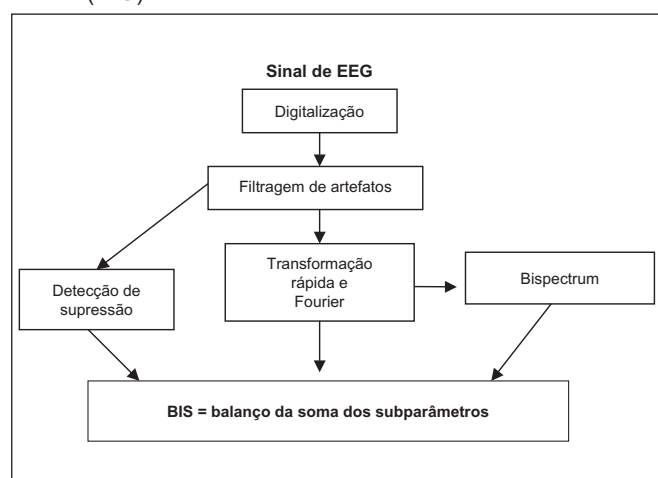 Sinal de EEG
Digitalização
Filtragem de artefatos
Detecção de
supressão
Transformação
rápida e
Fourier
Bispectrum
BIS = balanço da soma dos subparâmetros